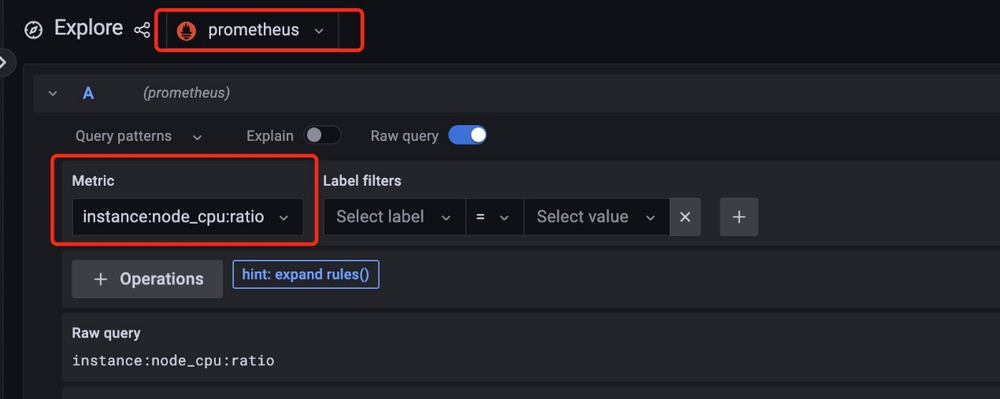 Explore prometheus
A (prometheus)
Query patterns Explain Raw query
Metric Label filters
instance:node_cpu:ratio Select label = Select value
+ Operations hint: expand rules()
Raw query
instance:node_cpu:ratio